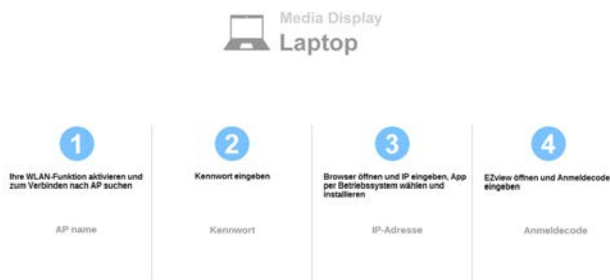 Media Display
Laptop
1
Ihre WLAN-Funktion aktivieren und
zum Verbinden nach AP suchen
AP name
2
Kennwort eingeben
Kennwort
3
Browser öffnen und IP eingeben, App
per Betriebssystem wählen und
installieren
IP-Adresse
4
EZview öffnen und Anmeldecode
eingeben
Anmeldecode